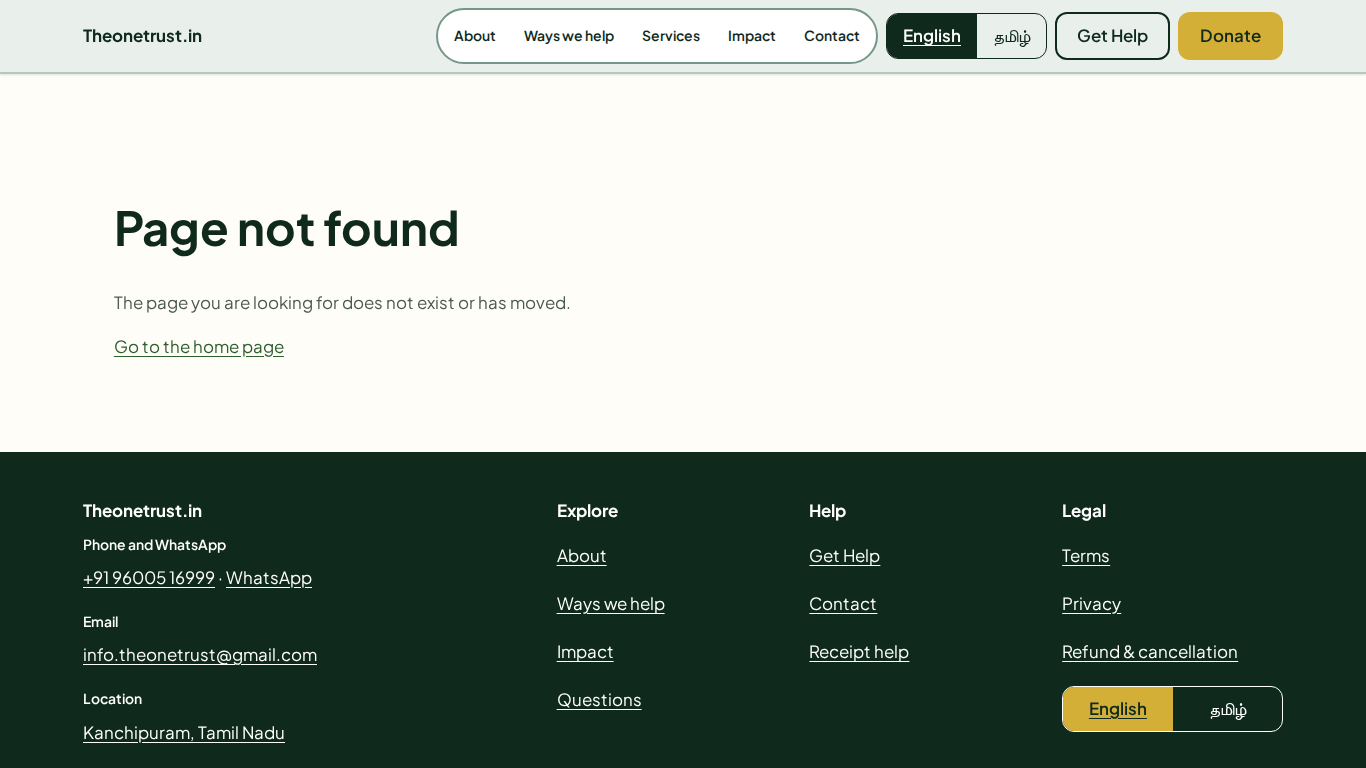 Theonetrust.in
About
Ways we help
Services
Impact
Contact
English
தமிழ்
Get Help
Donate
Page not found
The page you are looking for does not exist or has moved.
Go to the home page
Theonetrust.in
Phone and WhatsApp
+91 96005 16999 · WhatsApp
Email
info.theonetrust@gmail.com
Location
Kanchipuram, Tamil Nadu
Explore
About
Ways we help
Impact
Questions
Help
Get Help
Contact
Receipt help
Legal
Terms
Privacy
Refund & cancellation
English
தமிழ்